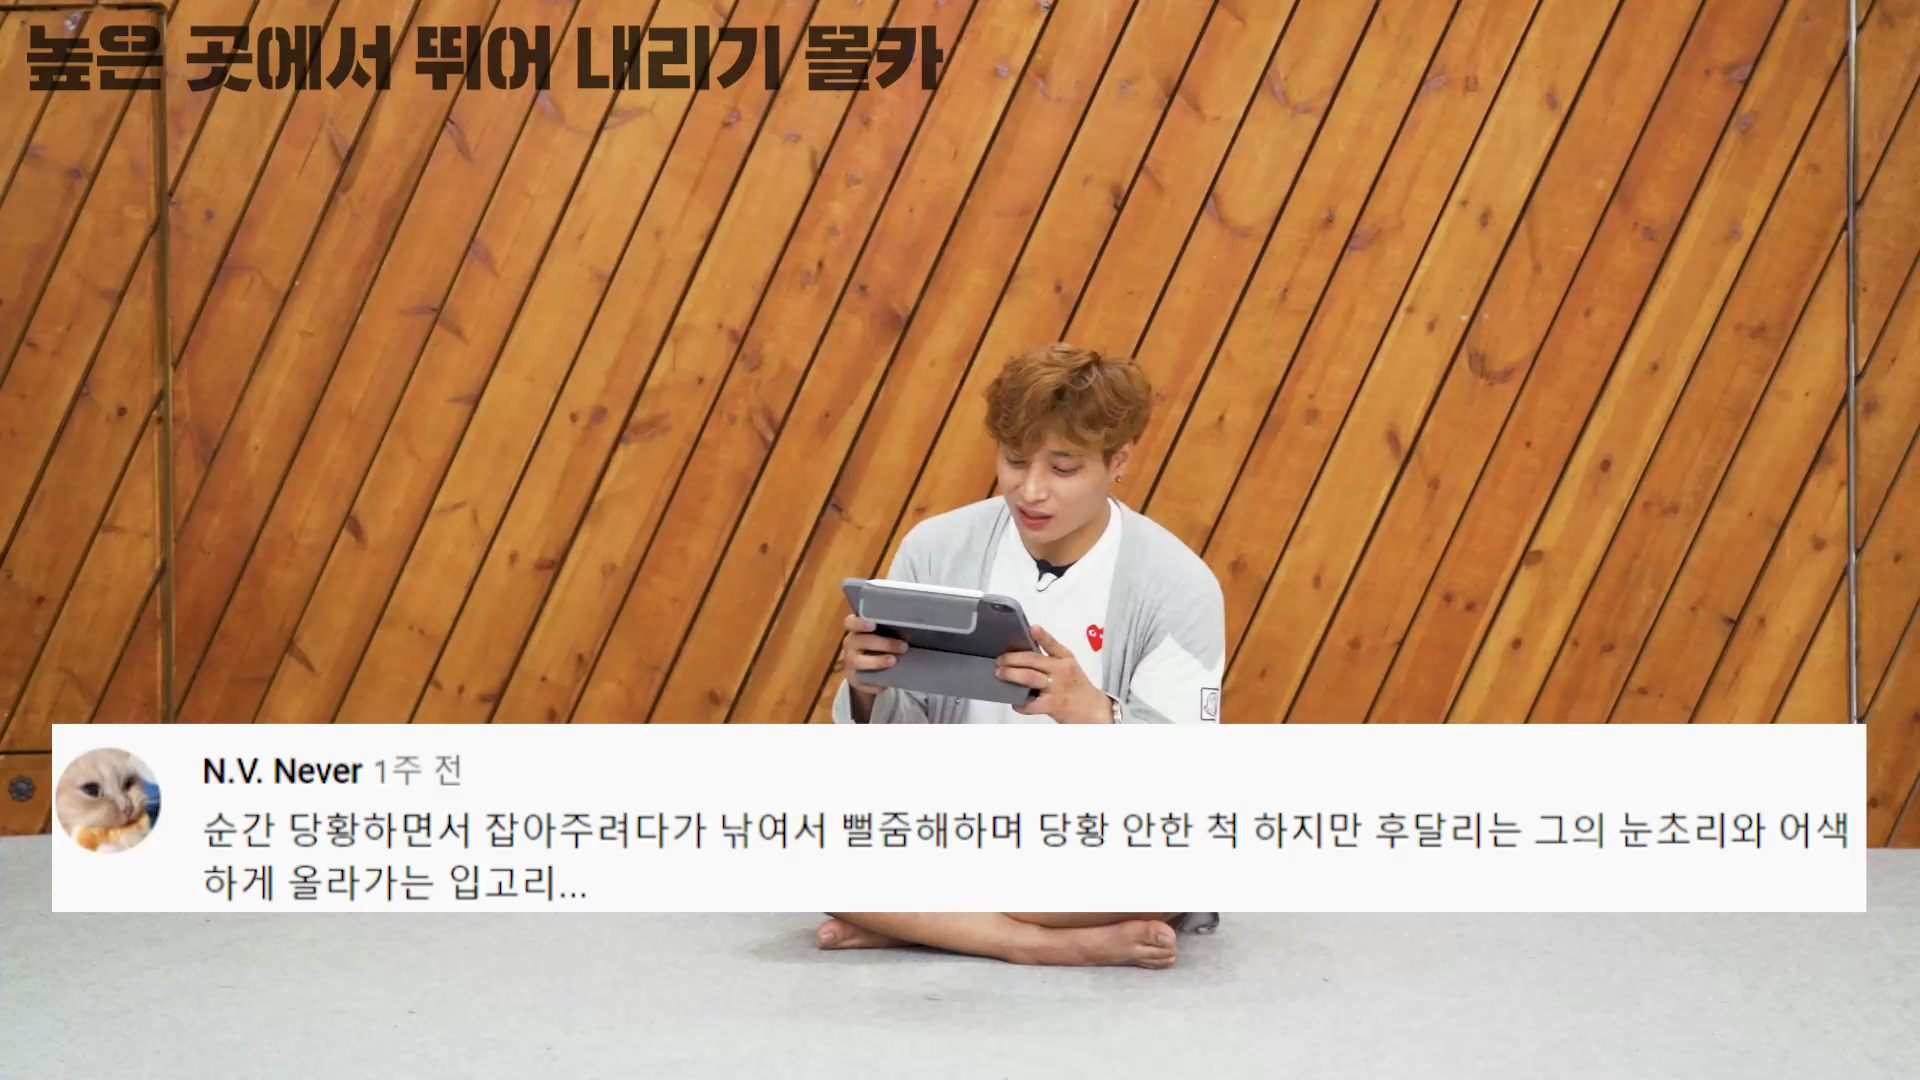 높은 곳에서 뛰어 내리기 몰카
N.V. Never 1주 전
순간 당황하면서 잡아주려다가 낚여서 뻘줌해하며 당황 안한 척 하지만 후달리는 그의 눈초리와 어색
하게 올라가는 입고리...